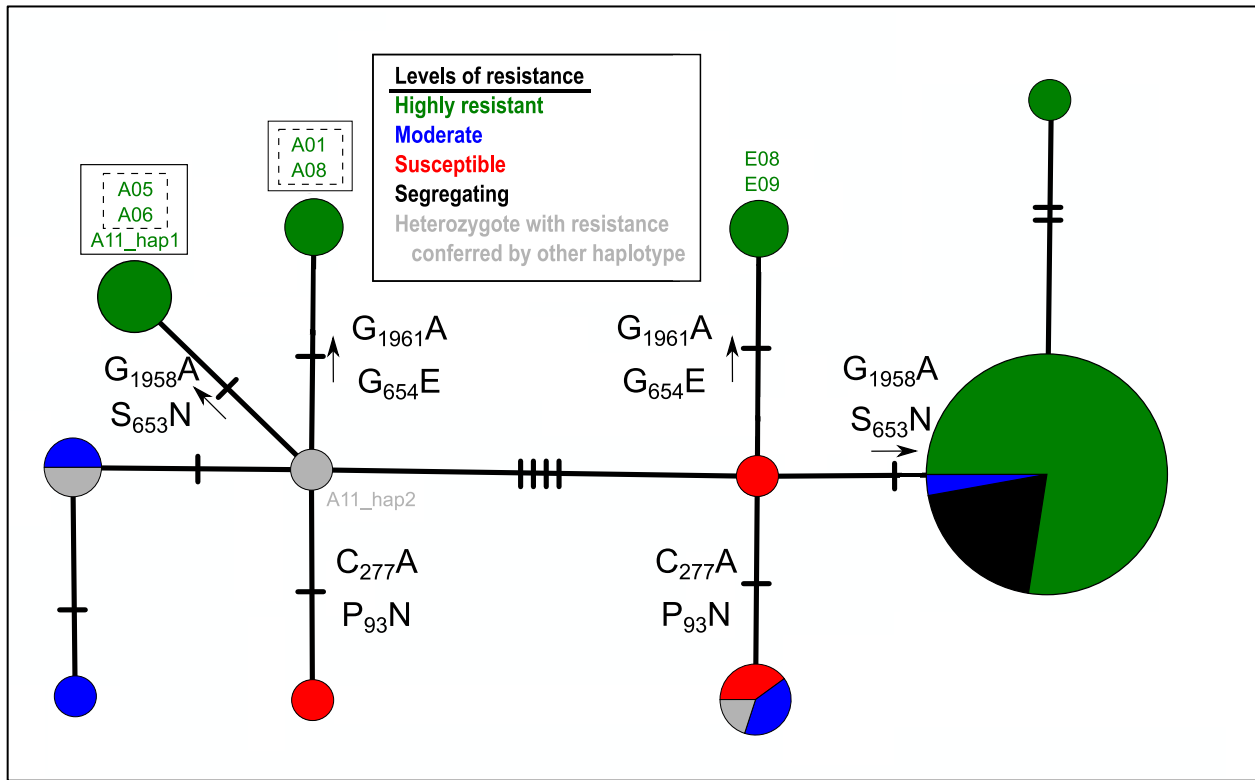 Levels of resistance
Highly resistant
Moderate
Susceptible
Segregating
Heterozygote with resistance
conferred by other haplotype
A05
A06
A11_hap1
A01
A08
E08
E09
G1958A
S653N
G1961A
G654E
G1961A
G654E
G1958A
S653N
A11_hap2
C277A
P93N
C277A
P93N